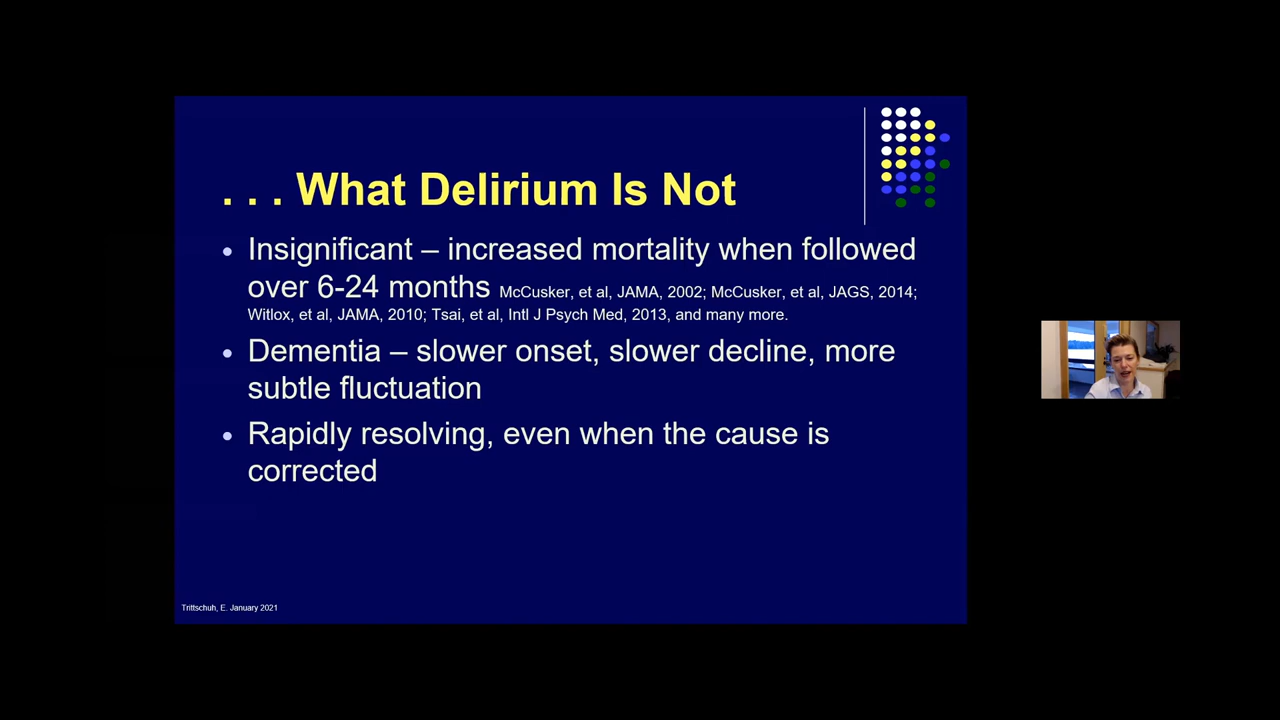 . . . What Delirium Is Not
• Insignificant – increased mortality when followed
over 6-24 months McCusker, et al, JAMA, 2002; McCusker, et al, JAGS, 2014;
Witlox, et al, JAMA, 2010; Tsai, et al, Intl J Psych Med, 2013, and many more.
• Dementia – slower onset, slower decline, more
subtle fluctuation
• Rapidly resolving, even when the cause is
corrected
Trittschuh, E. January 2021